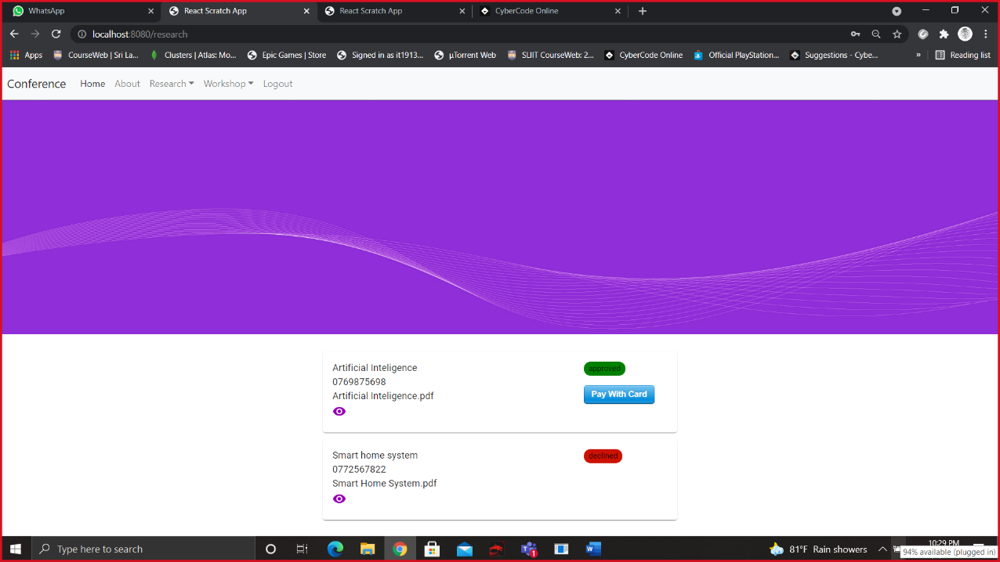 WhatsApp
React Scratch App
React Scratch App
CyberCode Online
localhost:8080/research
Apps
CourseWeb | Sri La...
Clusters | Atlas: Mo...
Epic Games | Store
Signed in as it1913...
µTorrent Web
SLIIT CourseWeb: 2...
CyberCode Online
Official PlayStation...
Suggestions - Cybe...
»
Reading list
Conference
Home
About
Research
Workshop
Logout
Artificial Inteligence
0769875698
Artificial Inteligence.pdf
approved
Pay With Card
Smart home system
0772567822
Smart Home System.pdf
declined
Type here to search
1
81°F Rain showers
10:29 PM
94% available (plugged in)